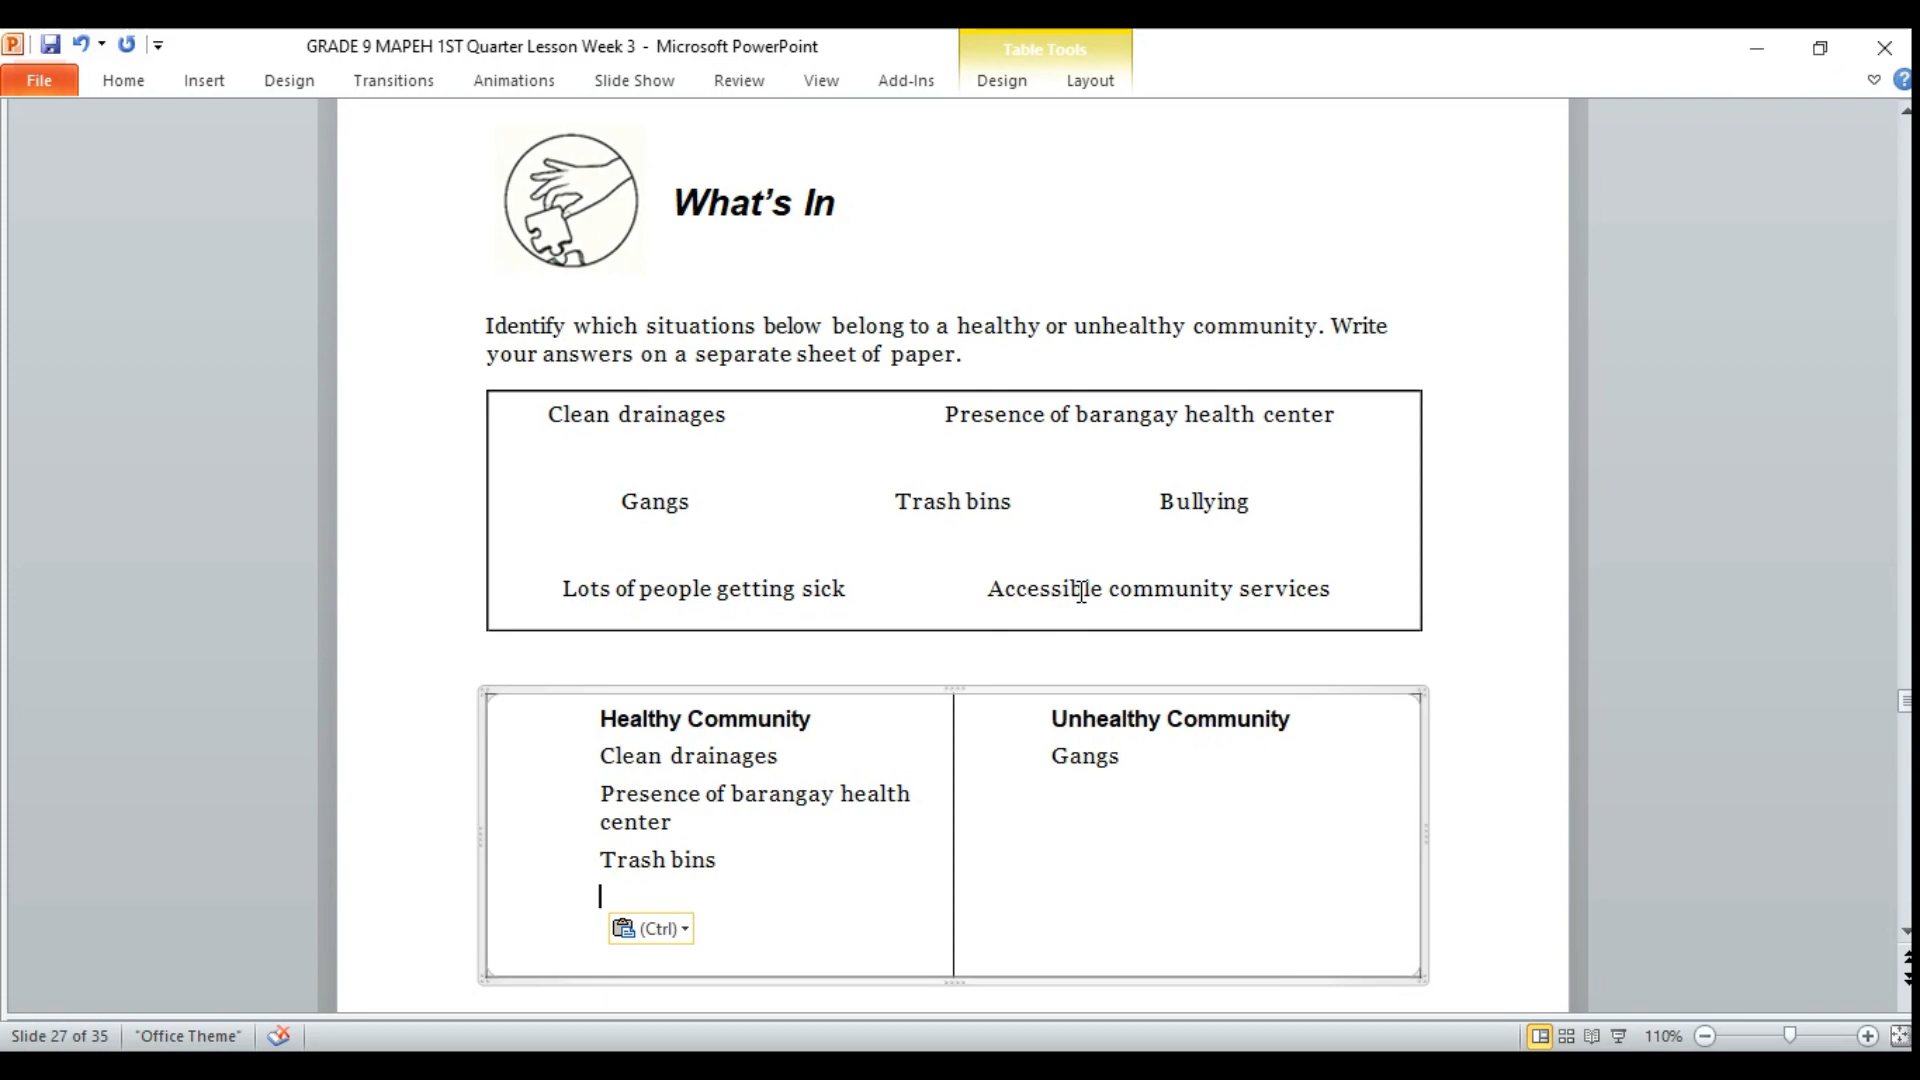 GRADE 9 MAPEH 1ST Quarter Lesson Week 3 - Microsoft PowerPoint
Table Tools
File Home Insert Design Transitions Animations Slide Show Review View Add-Ins Design Layout
What's In
Identify which situations below belong to a healthy or unhealthy community. Write
your answers on a separate sheet of paper.
Clean drainages Presence of barangay health center
Gangs Trash bins Bullying
Lots of people getting sick Accessible community services
Healthy Community Unhealthy Community
Clean drainages Gangs
Presence of barangay health
center
Trash bins
(Ctrl)
Slide 27 of 35 "Office Theme" 110%